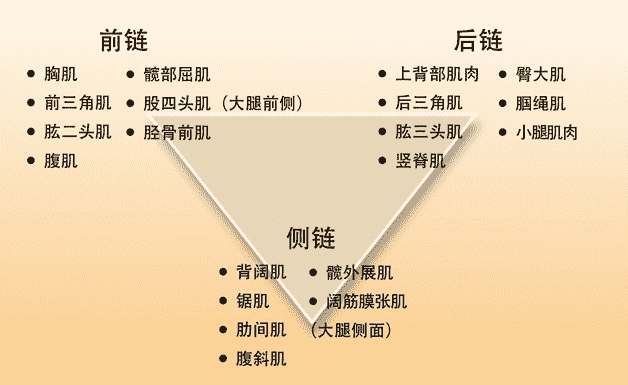 前链
胸肌
前三角肌
肱二头肌
腹肌
髋部屈肌
股四头肌（大腿前侧）
胫骨前肌
后链
上背部肌肉
后三角肌
肱三头肌
竖脊肌
臀大肌
腘绳肌
小腿肌肉
侧链
背阔肌
锯肌
肋间肌
腹斜肌
髋外展肌
阔筋膜张肌
（大腿侧面）